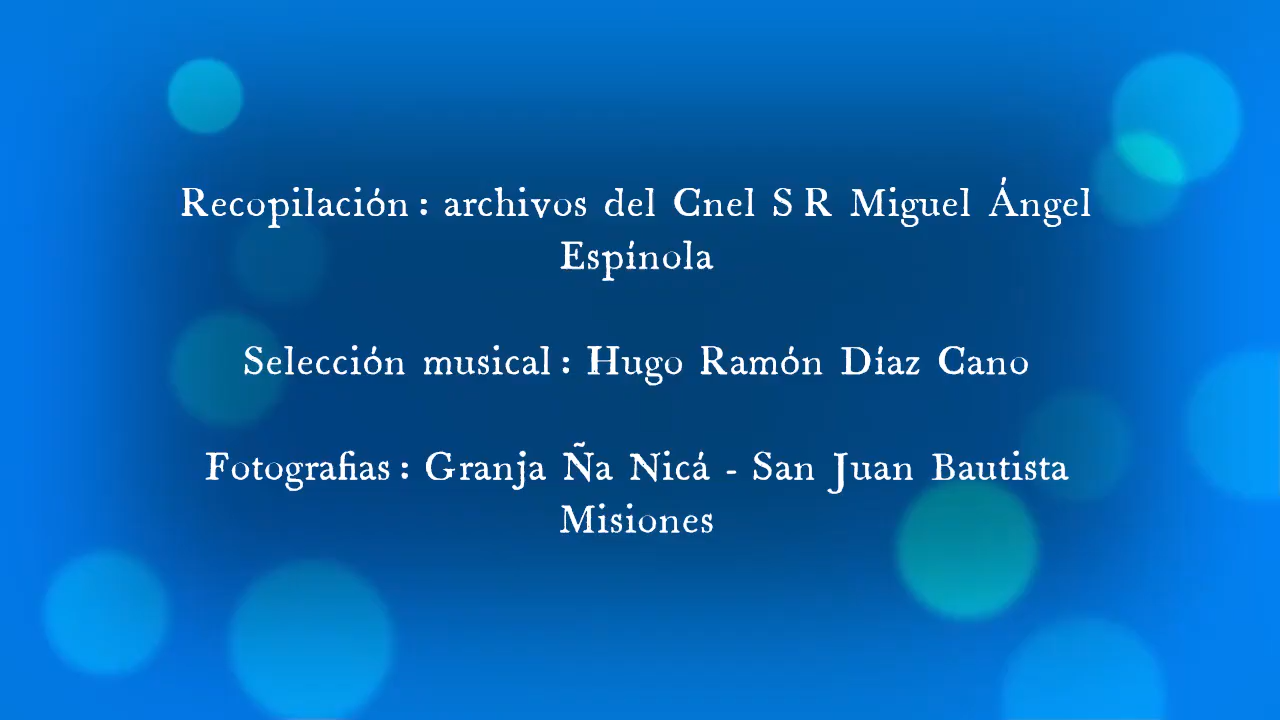 Recopilación : archivos del Cnel S R Miguel Ángel
Espínola
Selección musical : Hugo Ramón Díaz Cano
Fotografias : Granja Ña Nicá - San Juan Bautista
Misiones